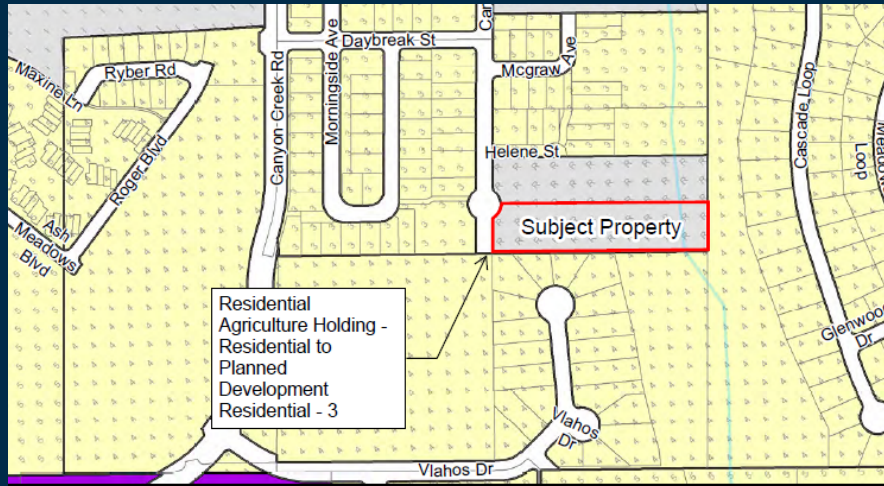 Daybreak St
Morningside Ave
Canyon Creek Rd
Mcgraw Ave
Maxine Ln
Ryber Rd
Roger Blvd
Ash
Meadows
Blvd
Helene St
Cascade Loop
Loop
Subject Property
Residential
Agriculture Holding -
Residential to
Planned
Development
Residential - 3
Glenwood
Dr
Vlahos
Dr
Vlahos Dr